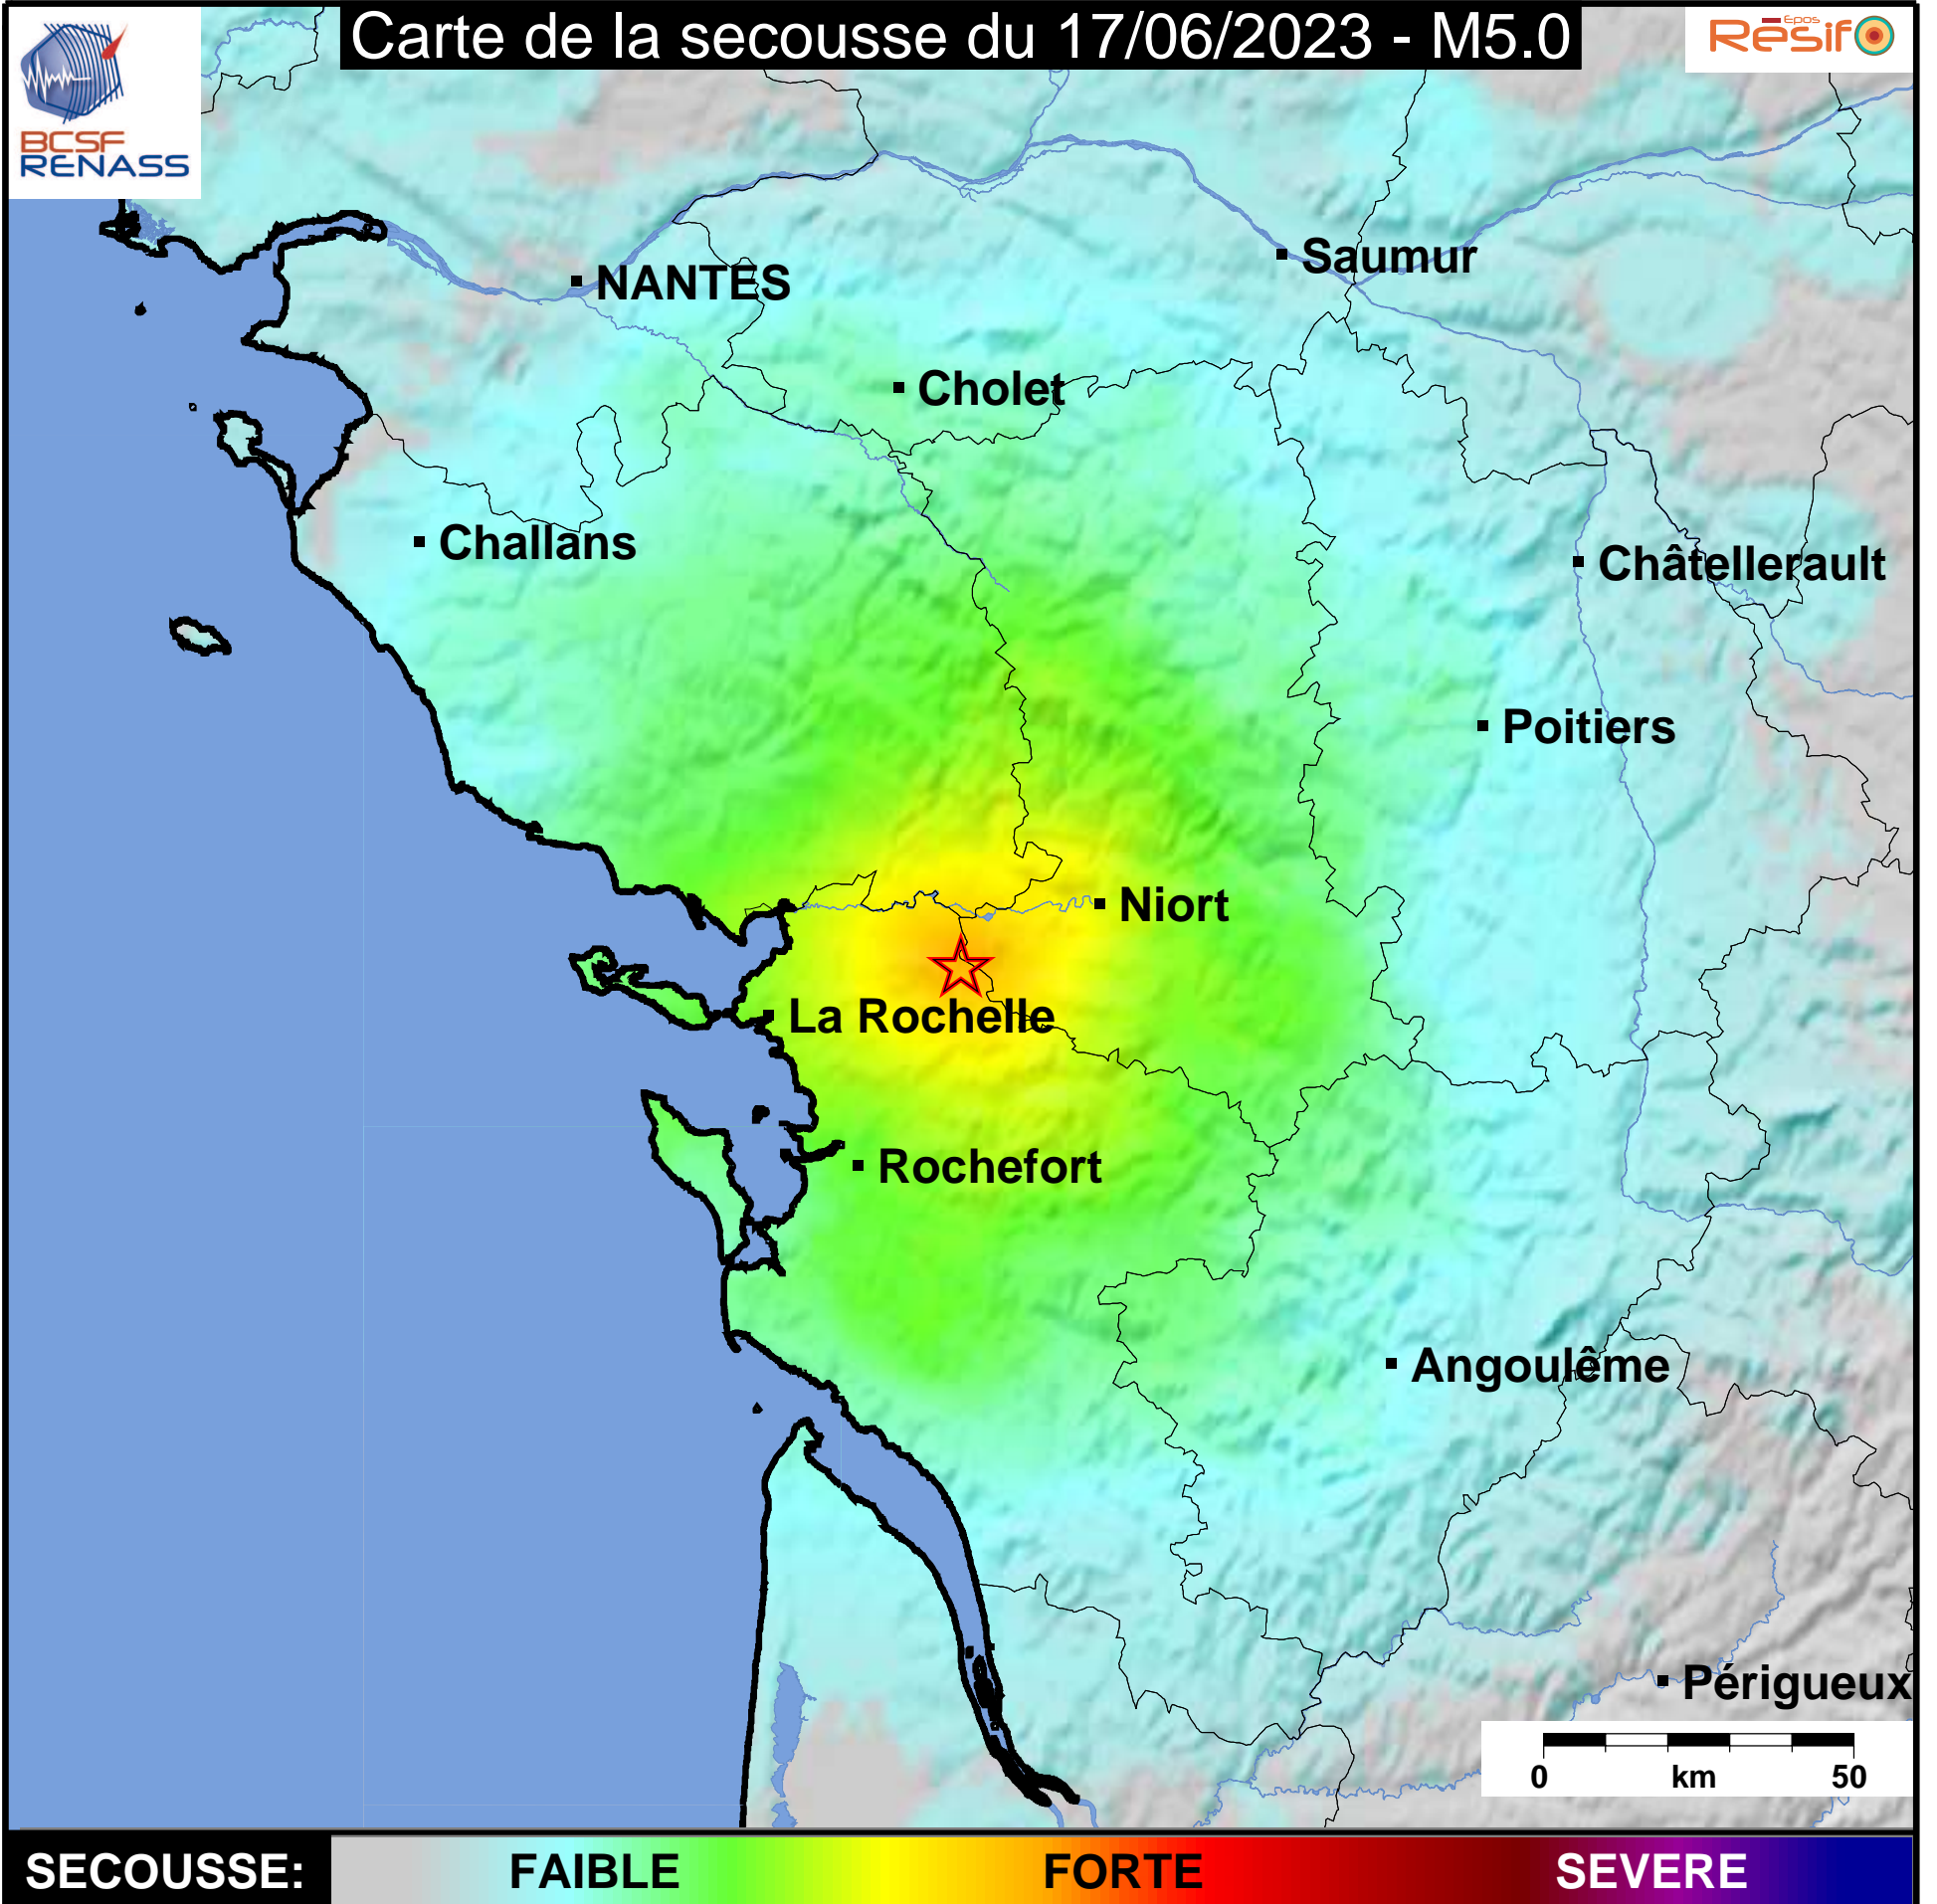 Carte de la secousse du 17/06/2023 - M5.0
BCSF
RENASS
Epos
Résif
NANTES
Saumur
Cholet
Challans
Châtellerault
Poitiers
Niort
La Rochelle
Rochefort
Angoulême
Périgueux
0 km 50
SECOUSSE: FAIBLE FORTE SEVERE